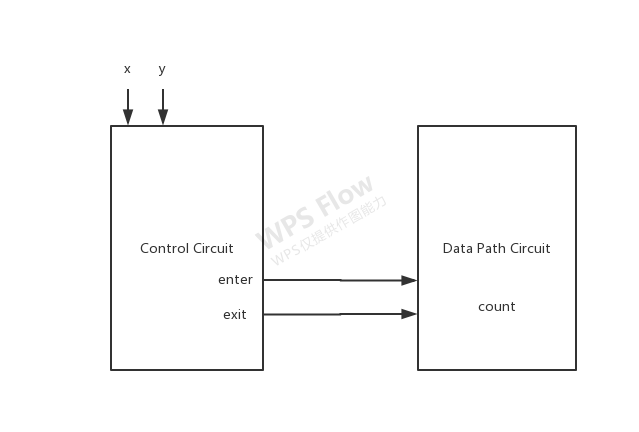 x y
WPS Flow
WPS仅提供作图能力
Control Circuit
Data Path Circuit
enter
count
exit